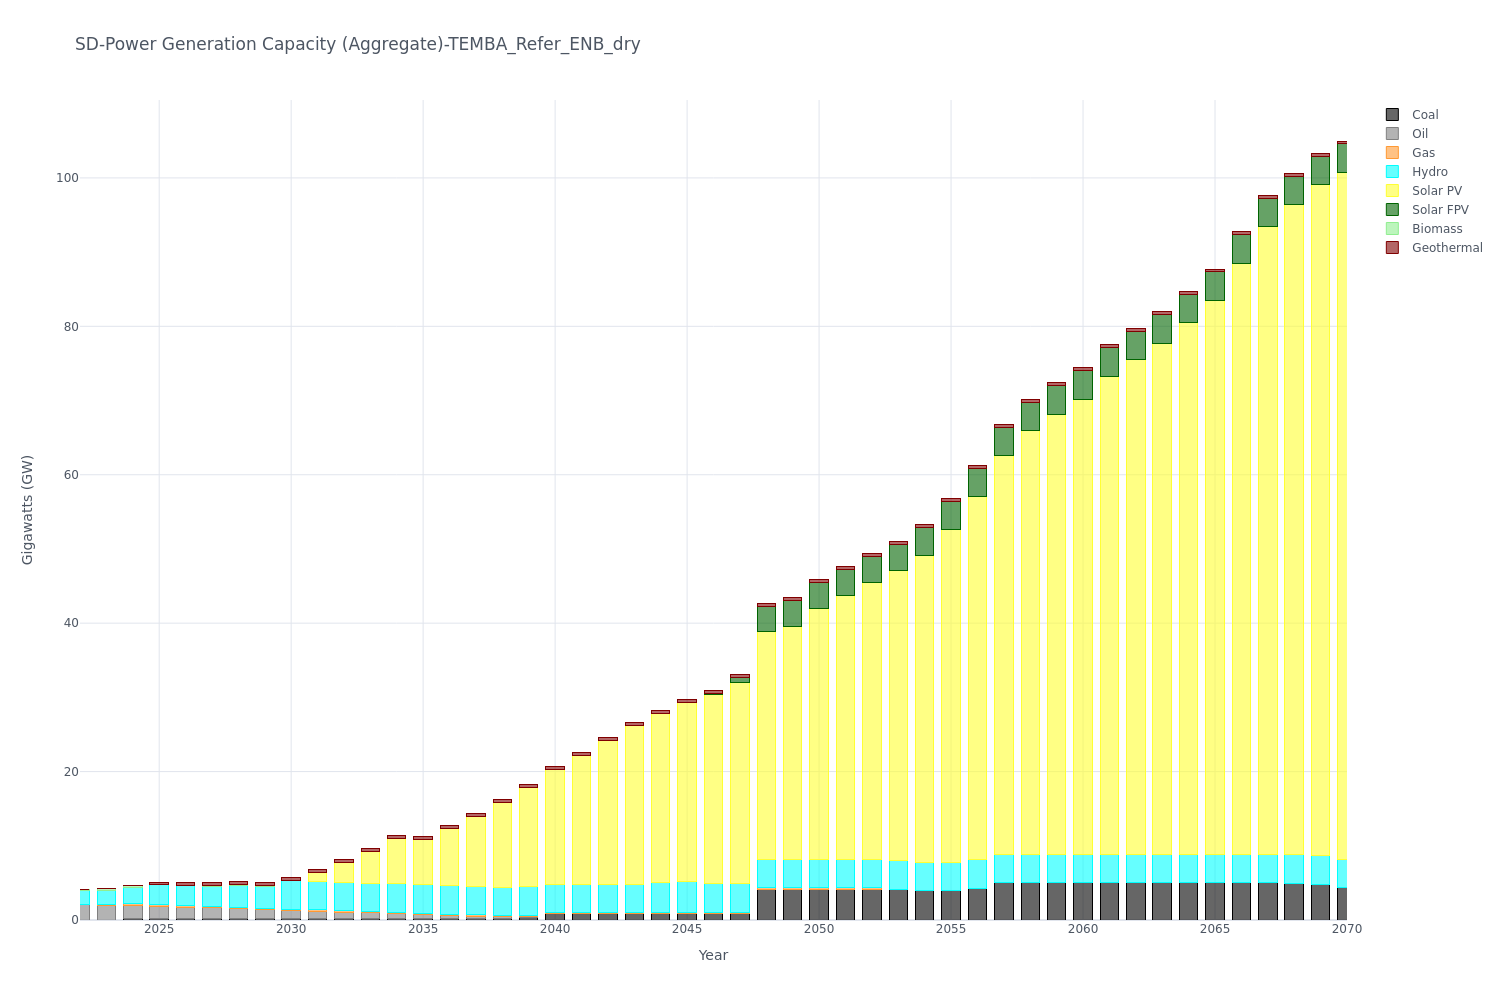 SD-Power Generation Capacity (Aggregate)-TEMBA_Refer_ENB_dry
Coal
Oil
Gas
Hydro
Solar PV
Solar FPV
Biomass
Geothermal
100
80
60
40
20
0
Gigawatts (GW)
2025 2030 2035 2040 2045 2050 2055 2060 2065 2070
Year